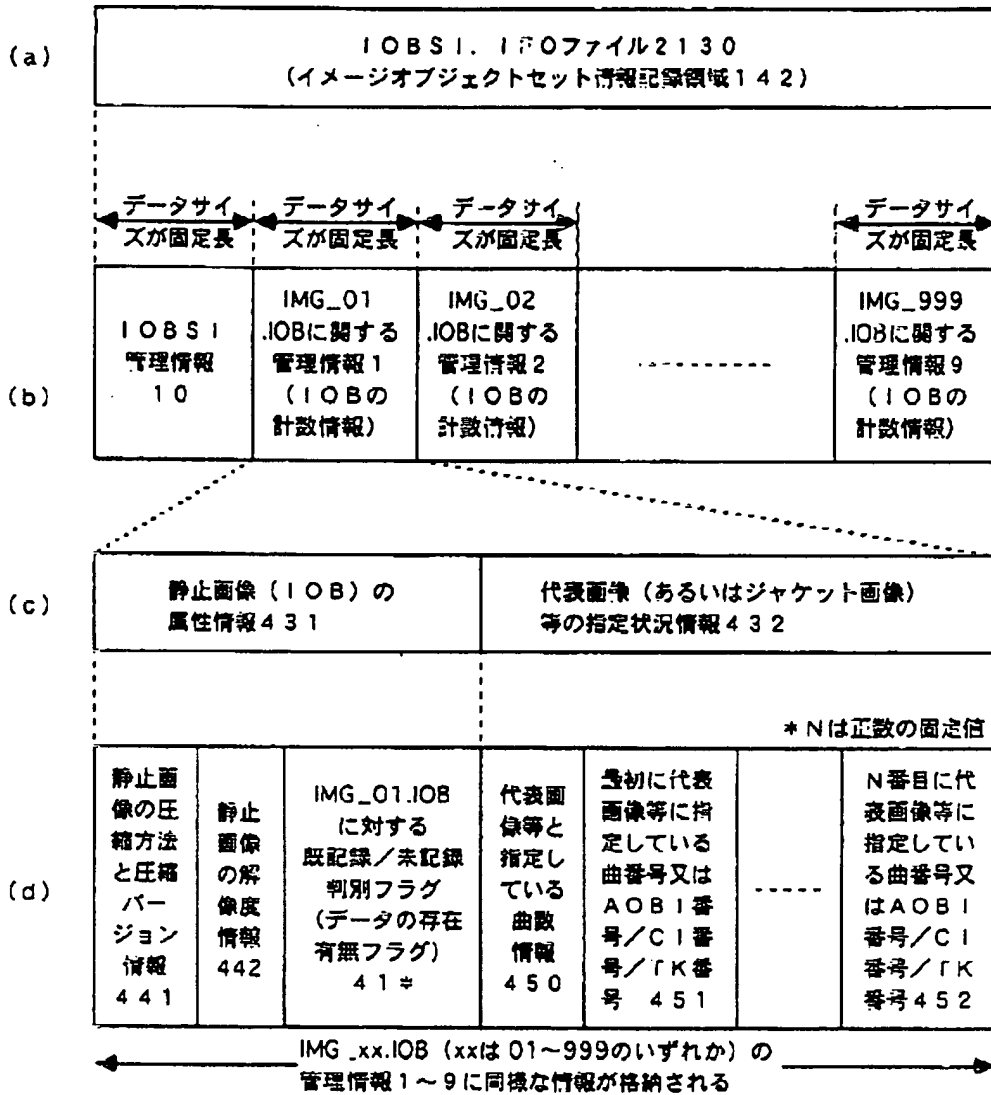 (a)
IOBSI. IFOファイル2130
(イメージオブジェクトセット情報記録領域142)
データサイ
ズが固定長
データサイ
ズが固定長
データサイ
ズが固定長
データサイ
ズが固定長
(b)
IOBSI
管理情報
10
IMG_01
.IOBに関する
管理情報1
(IOBの
計数情報)
IMG_02
.IOBに関する
管理情報2
(IOBの
計数情報)
IMG_999
.IOBに関する
管理情報9
(IOBの
計数情報)
(c)
静止画像(IOB)の
属性情報431
代表画像(あるいはジャケット画像)
等の指定状況情報432
*Nは正数の固定値
(d)
静止画
像の圧
縮方法
と圧縮
バー
ジョン
情報
441
静止
画像
の解
像度
情報
442
IMG_01.IOB
に対する
既記録/未記録
判別フラグ
(データの存在
有無フラグ)
41*
代表画
像等と
指定し
ている
曲数
情報
450
最初に代表
画像等に指
定している
曲番号又は
AOBI番
号/CI番
号/TK番
号 451
N番目に代
表画像等に
指定してい
る曲番号又
はAOBI
番号/CI
番号/TK
番号452
IMG_xx.IOB(xxは01~999のいずれか)の
管理情報1~9に同様な情報が格納される